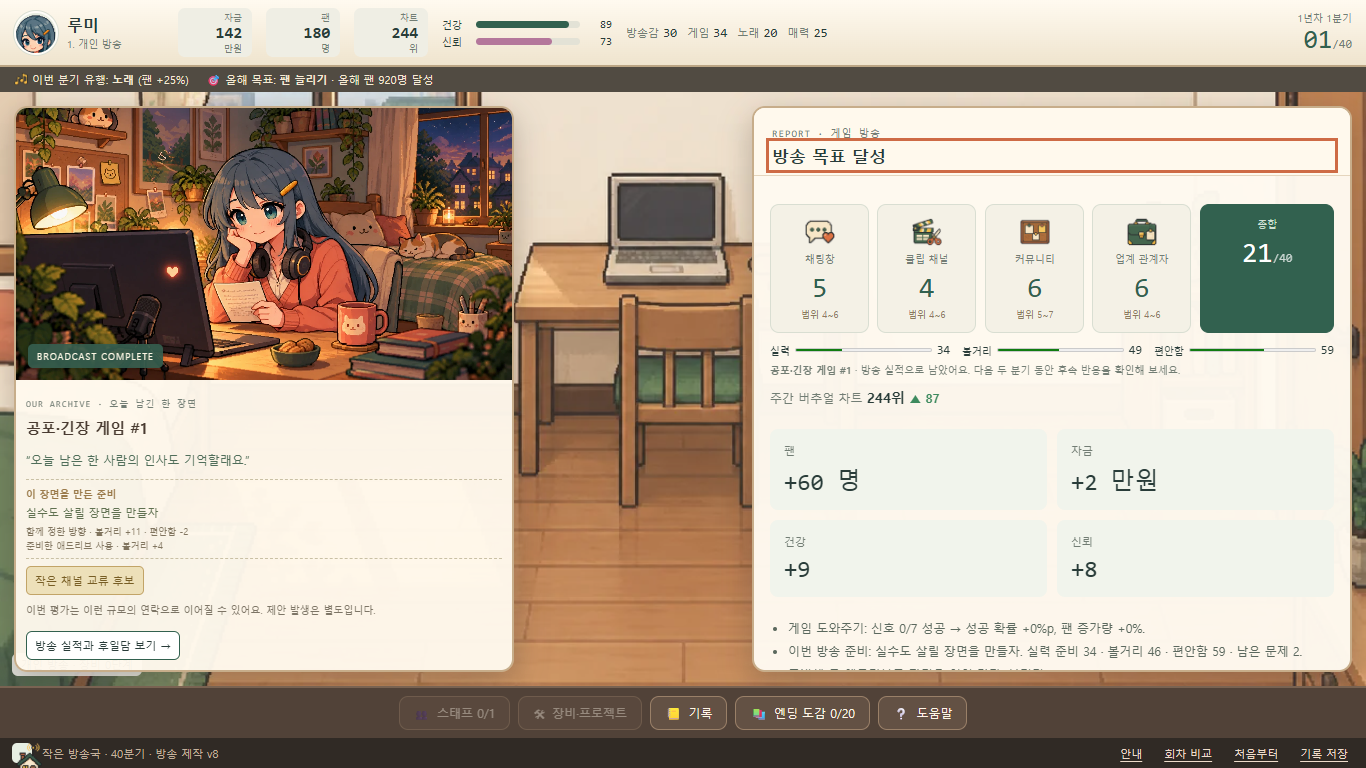 루미
1. 개인 방송
자금
142
만원
팬
180
명
차트
244
위
건강 89
신뢰 73
방송감 30 게임 34 노래 20 매력 25
1년차 1분기
01/40
이번 분기 유행: 노래 (팬 +25%) 올해 목표: 팬 늘리기 · 올해 팬 920명 달성
BROADCAST COMPLETE
OUR ARCHIVE · 오늘 남긴 한 장면
공포·긴장 게임 #1
“오늘 남은 한 사람의 인사도 기억할래요.”
이 장면을 만든 준비
실수도 살릴 장면을 만들자
함께 정한 방향 · 볼거리 +11 · 편안함 -2
준비한 애드리브 사용 · 볼거리 +4
작은 채널 교류 후보
이번 평가는 이런 규모의 연락으로 이어질 수 있어요. 제안 발생은 별도입니다.
방송 실적과 후일담 보기 →
REPORT · 게임 방송
방송 목표 달성
채팅창
5
범위 4~6
클립 채널
4
범위 4~6
커뮤니티
6
범위 5~7
업계 관계자
6
범위 4~6
종합
21/40
실력 34 볼거리 49 편안함 59
공포·긴장 게임 #1 · 방송 실적으로 남았어요. 다음 두 분기 동안 후속 반응을 확인해 보세요.
주간 버추얼 차트 244위 ▲ 87
팬
+60 명
자금
+2 만원
건강
+9
신뢰
+8
• 게임 도와주기: 신호 0/7 성공 → 성공 확률 +0%p, 팬 증가량 +0%.
• 이번 방송 준비: 실수도 살릴 장면을 만들자. 실력 준비 34 · 볼거리 46 · 편안함 59 · 남은 문제 2.
스태프 0/1
장비·프로젝트
기록
엔딩 도감 0/20
? 도움말
작은 방송국 · 40분기 · 방송 제작 v8
안내 회차 비교 처음부터 기록 저장